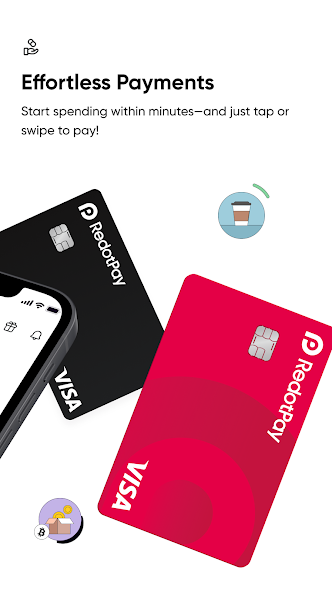 Effortless Payments
Start spending within minutes—and just tap or
swipe to pay!
RedotPay
VISA
RedotPay
VISA